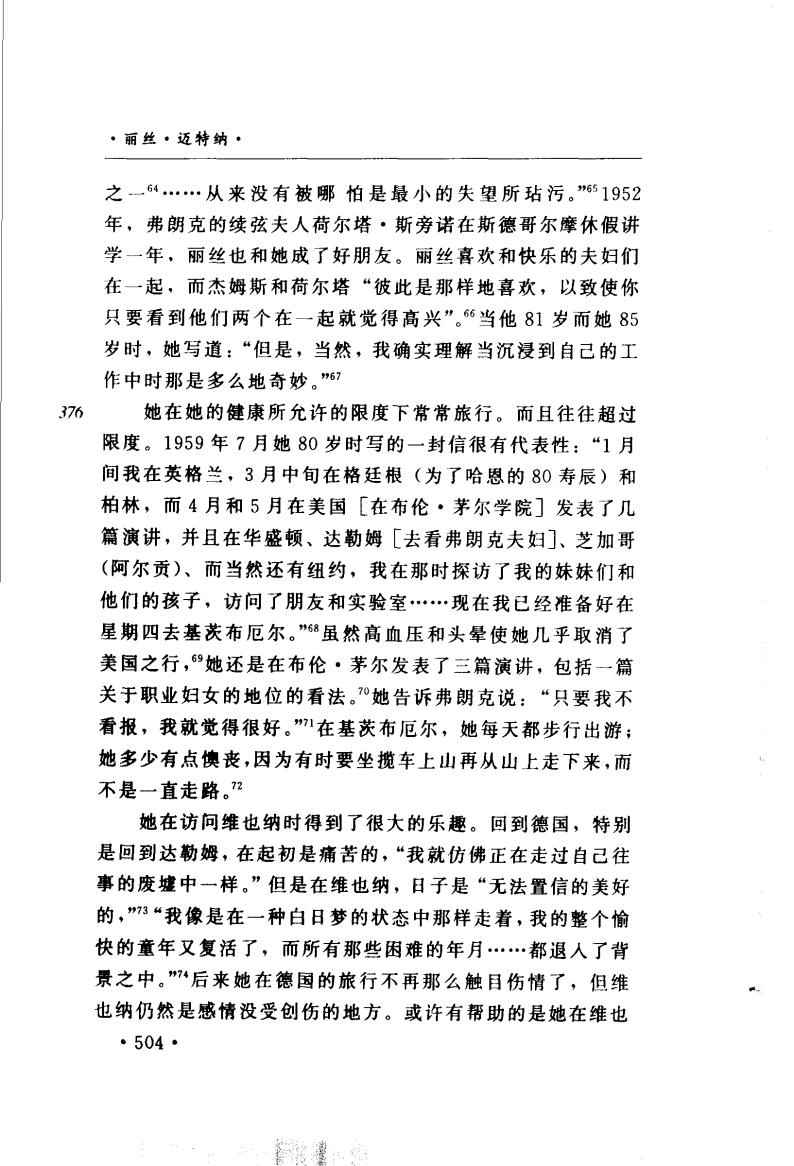 ·丽丝·迈特纳·
之一⁶⁴……从来没有被哪 怕是最小的失望所玷污。”⁶⁵1952
年，弗朗克的续弦夫人荷尔塔·斯旁诺在斯德哥尔摩休假讲
学一年，丽丝也和她成了好朋友。丽丝喜欢和快乐的夫妇们
在一起，而杰姆斯和荷尔塔“彼此是那样地喜欢，以致使你
只要看到他们两个在一起就觉得高兴”。⁶⁶当他 81 岁而她 85
岁时，她写道：“但是，当然，我确实理解当沉浸到自己的工
作中时那是多么地奇妙。”⁶⁷
376
她在她的健康所允许的限度下常常旅行。而且往往超过
限度。1959 年 7 月她 80 岁时写的一封信很有代表性：“1 月
间我在英格兰，3 月中旬在格廷根（为了哈恩的 80 寿辰）和
柏林，而 4 月和 5 月在美国［在布伦·茅尔学院］发表了几
篇演讲，并且在华盛顿、达勒姆［去看弗朗克夫妇］、芝加哥
（阿尔贡）、而当然还有纽约，我在那时探访了我的妹妹们和
他们的孩子，访问了朋友和实验室……现在我已经准备好在
星期四去基茨布厄尔。”⁶⁸虽然高血压和头晕使她几乎取消了
美国之行，⁶⁹她还是在布伦·茅尔发表了三篇演讲，包括一篇
关于职业妇女的地位的看法。⁷⁰她告诉弗朗克说：“只要我不
看报，我就觉得很好。”⁷¹在基茨布厄尔，她每天都步行出游；
她多少有点懊丧，因为有时要坐揽车上山再从山上走下来，而
不是一直走路。⁷²
她在访问维也纳时得到了很大的乐趣。回到德国，特别
是回到达勒姆，在起初是痛苦的，“我就仿佛正在走过自己往
事的废墟中一样。”但是在维也纳，日子是“无法置信的美好
的，”⁷³“我像是在一种白日梦的状态中那样走着，我的整个愉
快的童年又复活了，而所有那些困难的年月……都退入了背
景之中。”⁷⁴后来她在德国的旅行不再那么触目伤情了，但维
也纳仍然是感情没受创伤的地方。或许有帮助的是她在维也
·504·